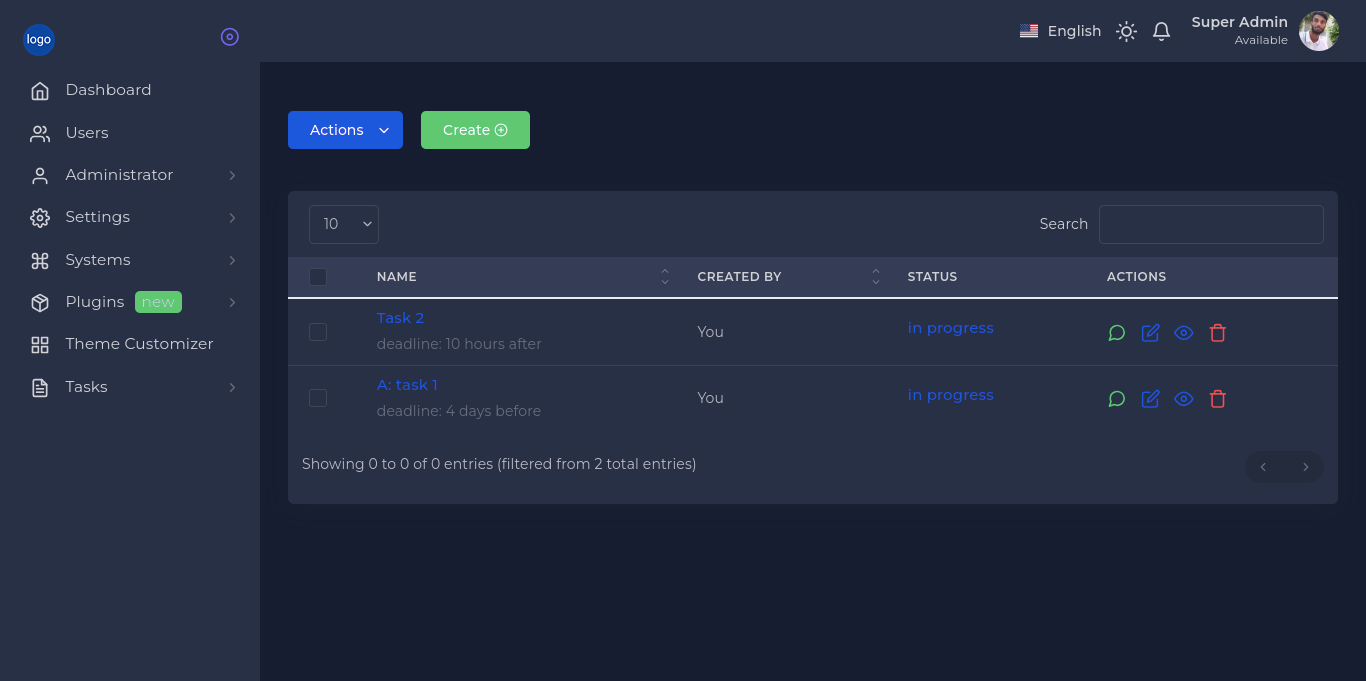 logo
English
Super Admin
Available
Dashboard
Users
Administrator
Settings
Systems
Plugins new
Theme Customizer
Tasks
Actions
Create
10
Search
NAME CREATED BY STATUS ACTIONS
Task 2
deadline: 10 hours after
You
in progress
A: task 1
deadline: 4 days before
You
in progress
Showing 0 to 0 of 0 entries (filtered from 2 total entries)